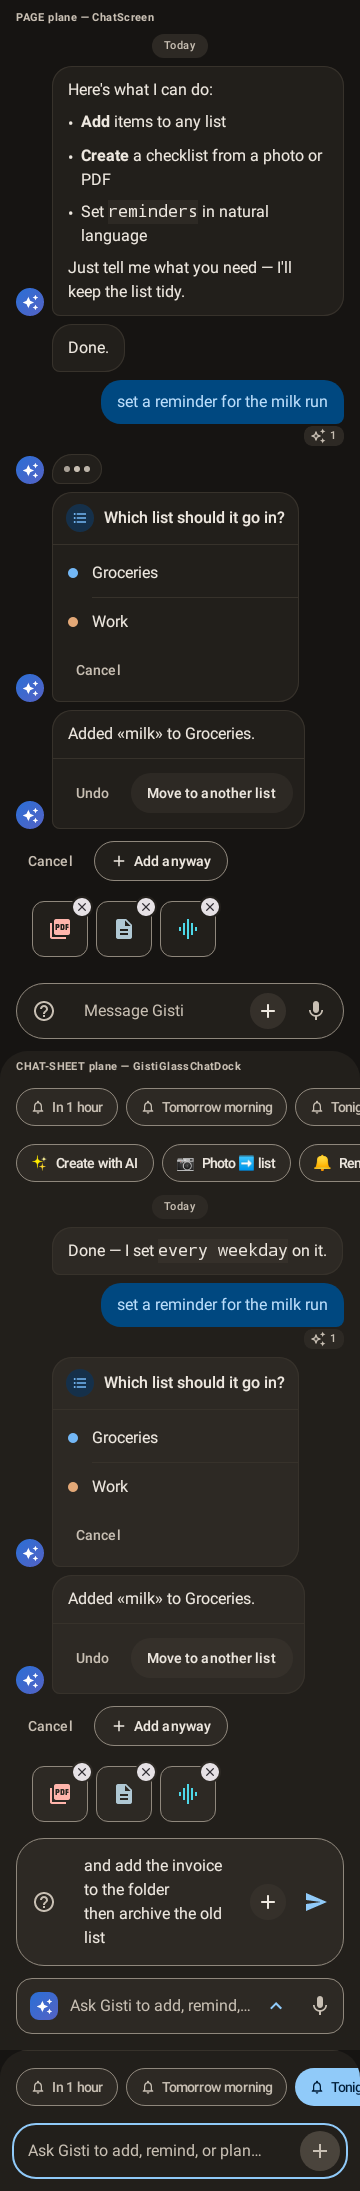 PAGE plane — ChatScreen
Today
Here's what I can do:
• Add items to any list
• Create a checklist from a photo or
PDF
• Set reminders in natural
language
Just tell me what you need — I'll
keep the list tidy.
Done.
set a reminder for the milk run
1
Which list should it go in?
Groceries
Work
Cancel
Added «milk» to Groceries.
Undo Move to another list
Cancel + Add anyway
PDF
Message Gisti
CHAT-SHEET plane — GistiGlassChatDock
In 1 hour Tomorrow morning Tonig
Create with AI Photo ➡️ list Ren
Today
Done — I set every weekday on it.
set a reminder for the milk run
1
Which list should it go in?
Groceries
Work
Cancel
Added «milk» to Groceries.
Undo Move to another list
Cancel + Add anyway
PDF
and add the invoice
to the folder
then archive the old
list
Ask Gisti to add, remind,...
In 1 hour Tomorrow morning Tonig
Ask Gisti to add, remind, or plan...